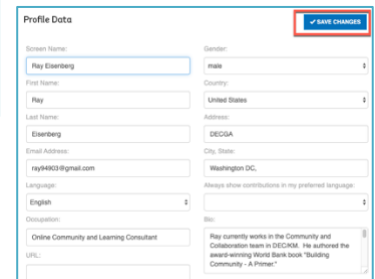 Profile Data
✓ SAVE CHANGES
Screen Name:
Ray Eisenberg
First Name:
Ray
Last Name:
Eisenberg
Email Address:
ray94903@gmail.com
Language:
English
Occupation:
Online Community and Learning Consultant
URL:
Gender:
male
Country:
United States
Address:
DECGA
City, State:
Washington DC,
Always show contributions in my preferred language:
Bio:
Ray currently works in the Community and
Collaboration team in DEC/KM. He authored the
award-winning World Bank book "Building
Community - A Primer."